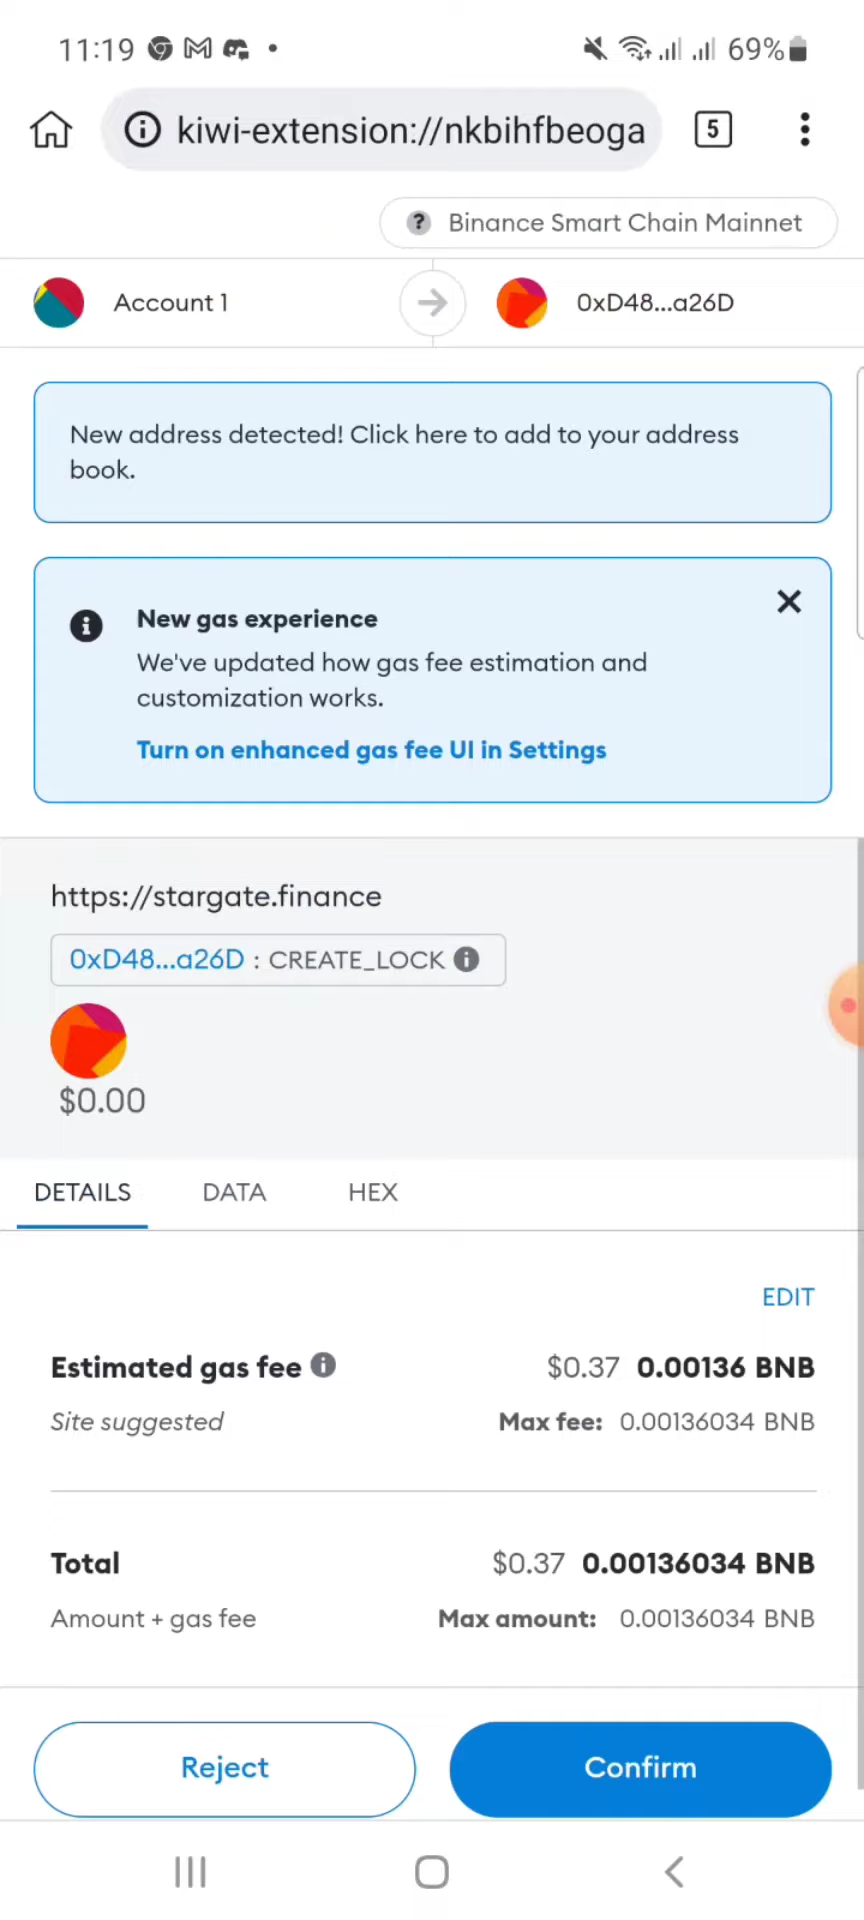 11:19
69%
kiwi-extension://nkbihfbeoga
5
? Binance Smart Chain Mainnet
Account 1
0xD48...a26D
New address detected! Click here to add to your address
book.
New gas experience
We've updated how gas fee estimation and
customization works.
Turn on enhanced gas fee UI in Settings
https://stargate.finance
0xD48...a26D : CREATE_LOCK
$0.00
DETAILS DATA HEX
EDIT
Estimated gas fee $0.37 0.00136 BNB
Site suggested Max fee: 0.00136034 BNB
Total $0.37 0.00136034 BNB
Amount + gas fee Max amount: 0.00136034 BNB
Reject Confirm